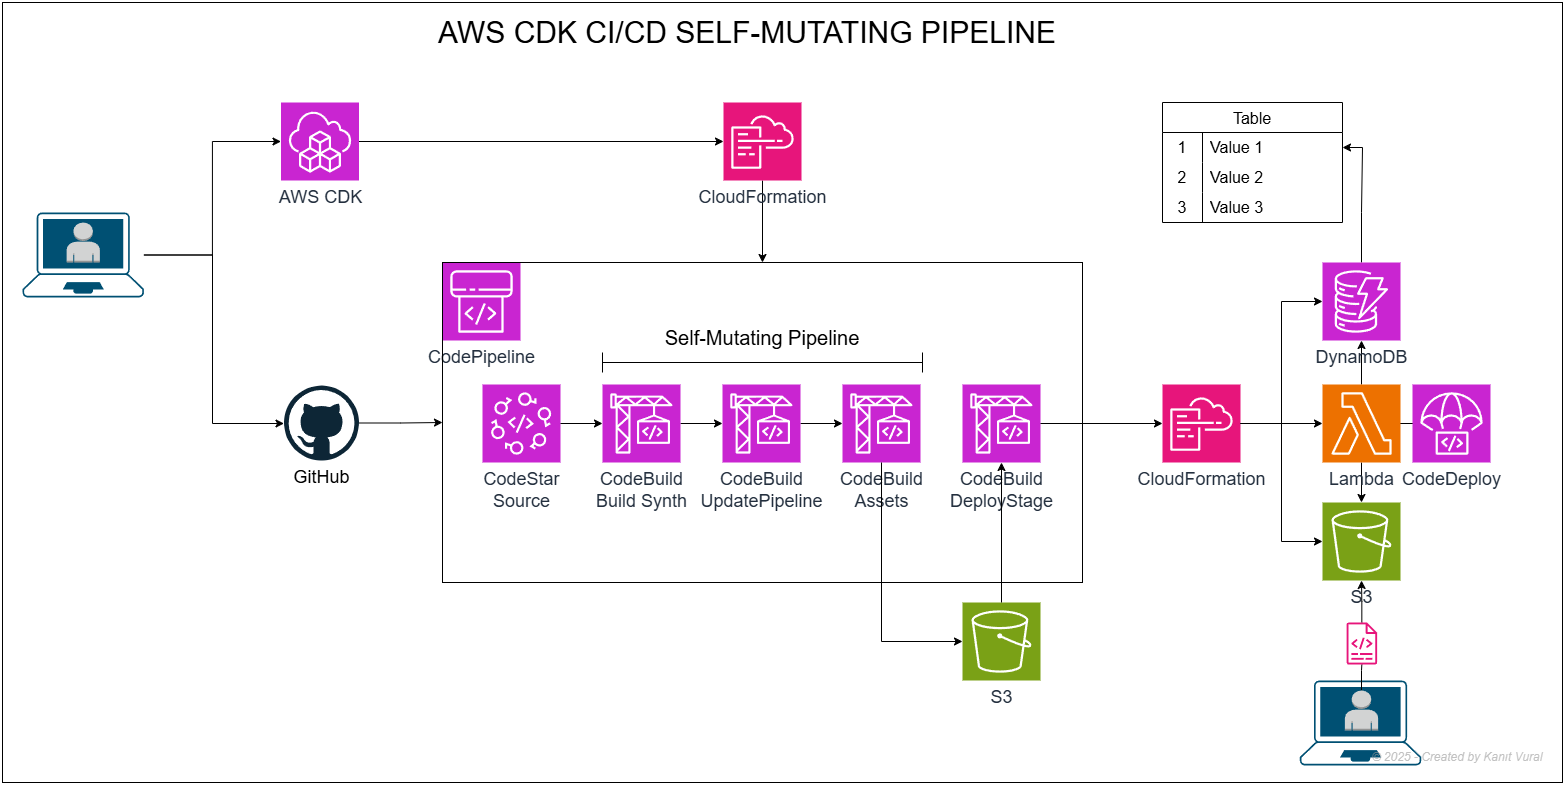 AWS CDK CI/CD SELF-MUTATING PIPELINE
AWS CDK
CloudFormation
Table
1 Value 1
2 Value 2
3 Value 3
CodePipeline
Self-Mutating Pipeline
DynamoDB
GitHub
CodeStar
Source
CodeBuild
Build Synth
CodeBuild
UpdatePipeline
CodeBuild
Assets
CodeBuild
DeployStage
CloudFormation
Lambda
CodeDeploy
S3
S3
© 2025 - Created by Kanıt Vural